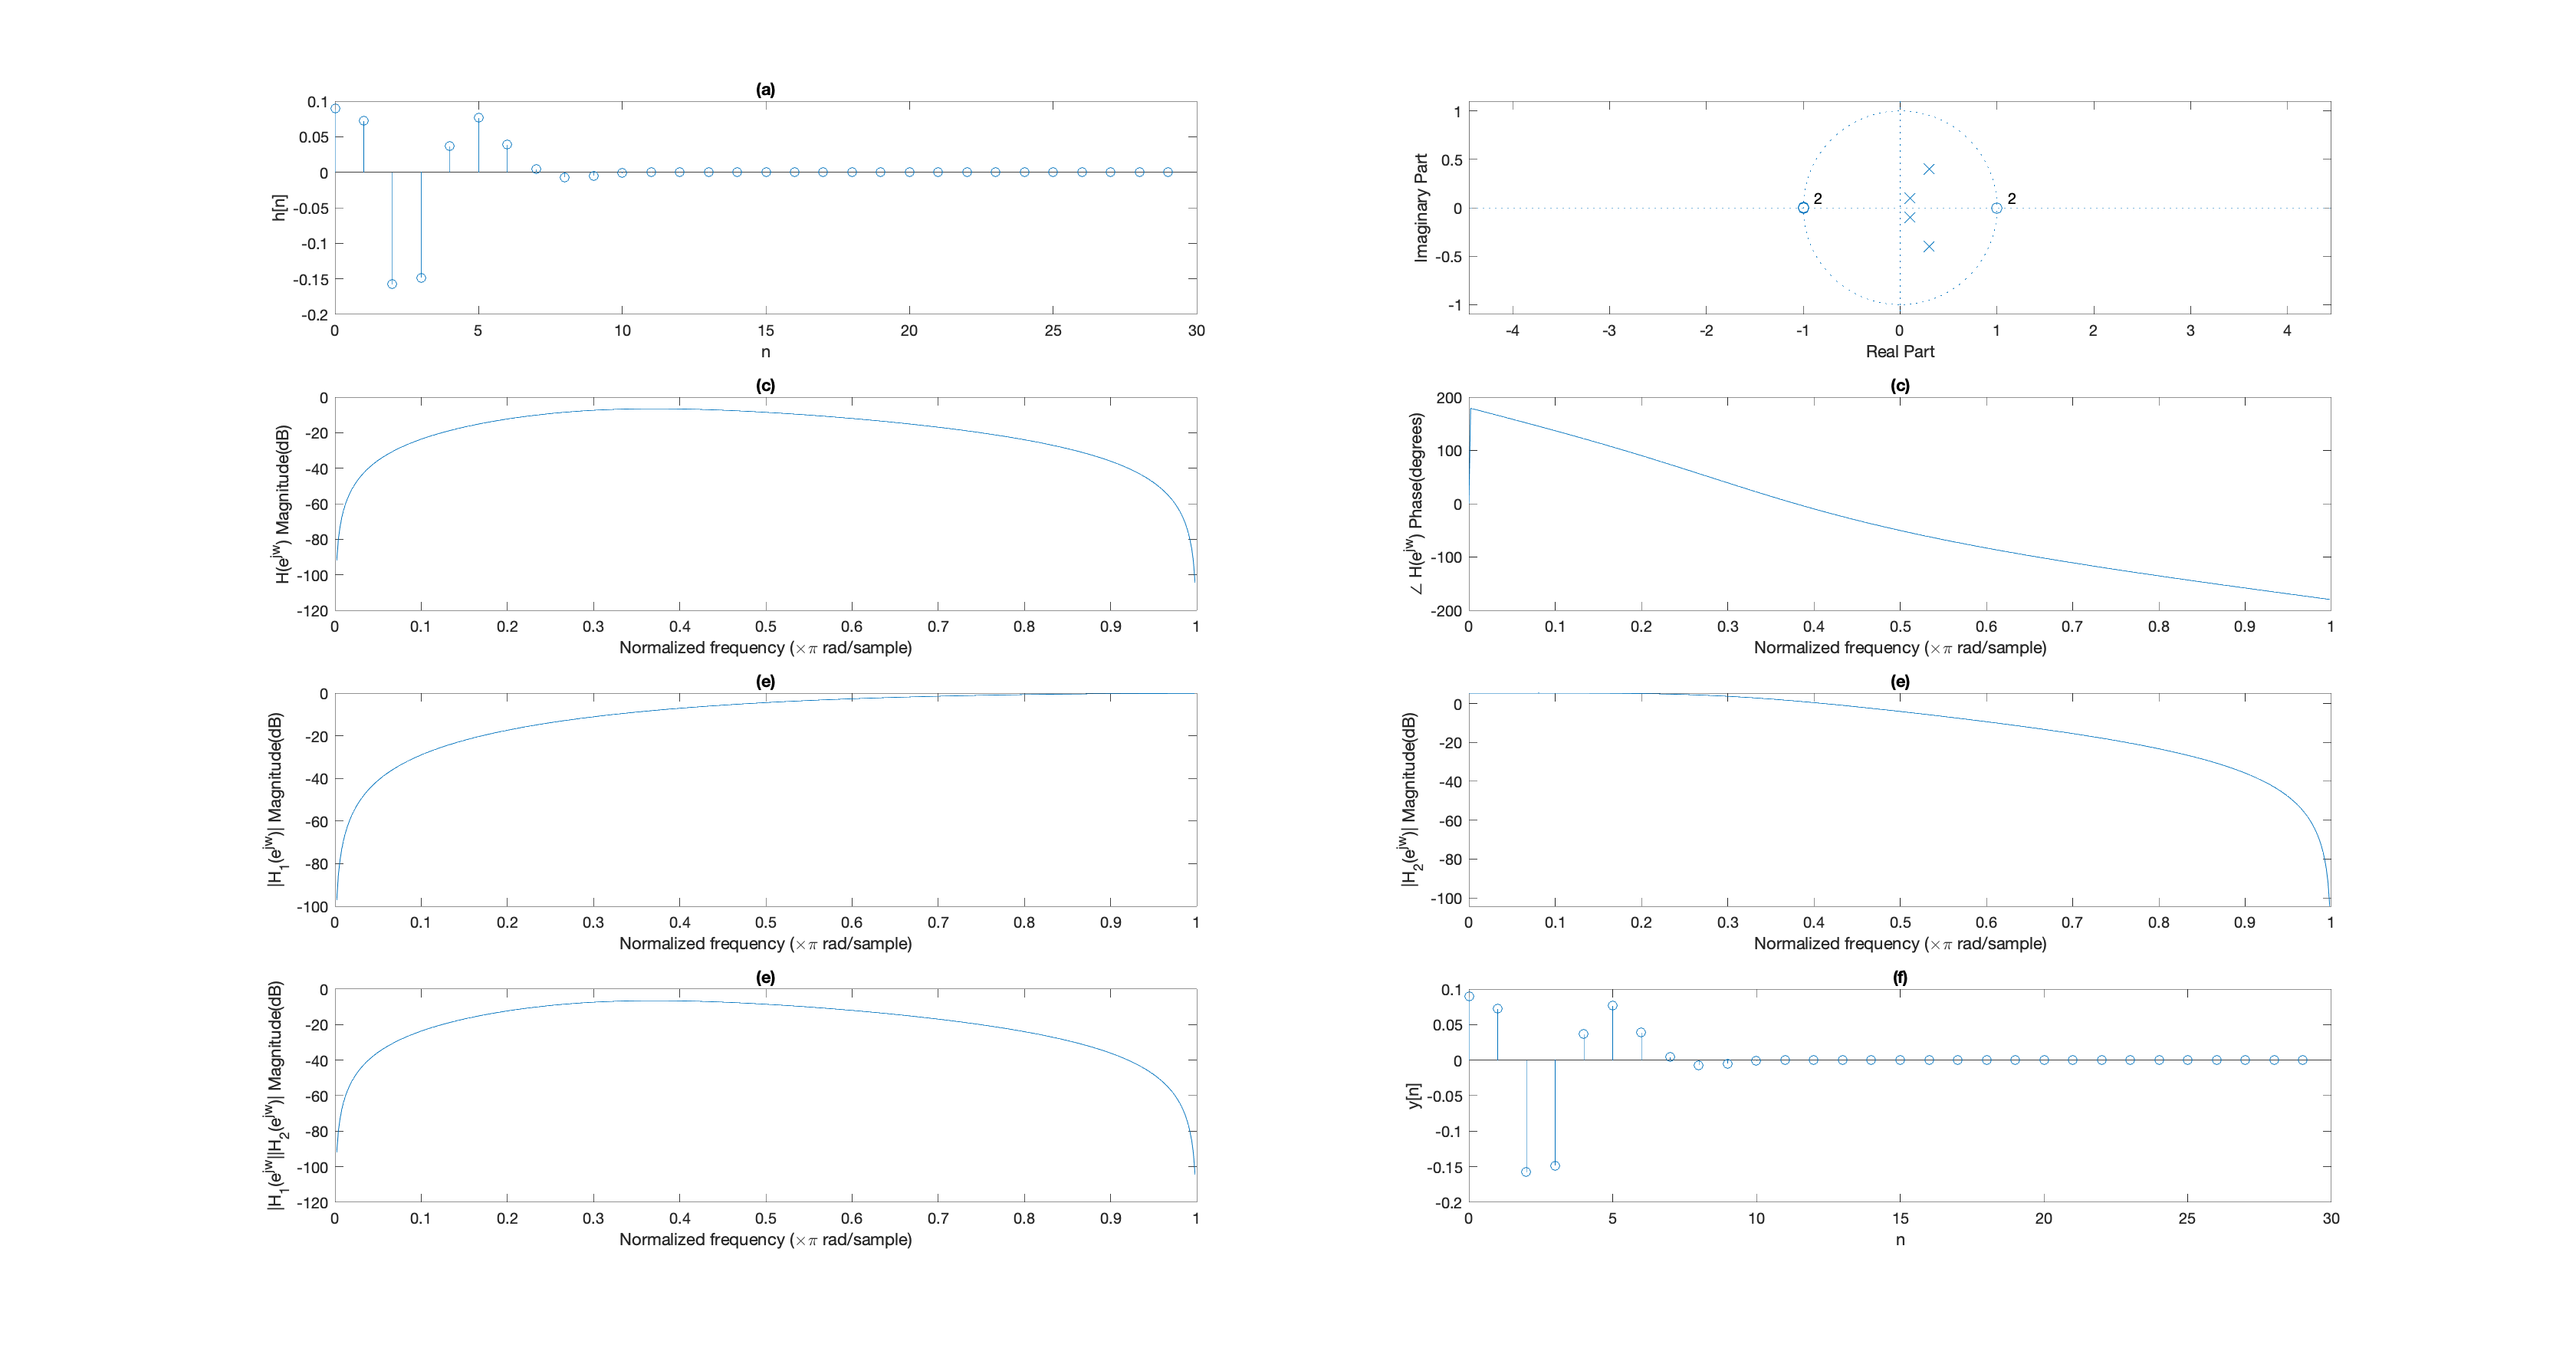 (a)
0.1
0.05
0
-0.05
-0.1
-0.15
-0.2
h[n]
0 5 10 15 20 25 30
n
1
0.5
0
-0.5
-1
Imaginary Part
2 2
-4 -3 -2 -1 0 1 2 3 4
Real Part
(c)
0
-20
-40
-60
-80
-100
-120
H(e^jw) Magnitude(dB)
0 0.1 0.2 0.3 0.4 0.5 0.6 0.7 0.8 0.9 1
Normalized frequency (×π rad/sample)
(c)
200
100
0
-100
-200
∠ H(e^jw) Phase(degrees)
0 0.1 0.2 0.3 0.4 0.5 0.6 0.7 0.8 0.9 1
Normalized frequency (×π rad/sample)
(e)
0
-20
-40
-60
-80
-100
|H_1(e^jw)| Magnitude(dB)
0 0.1 0.2 0.3 0.4 0.5 0.6 0.7 0.8 0.9 1
Normalized frequency (×π rad/sample)
(e)
0
-20
-40
-60
-80
-100
|H_2(e^jw)| Magnitude(dB)
0 0.1 0.2 0.3 0.4 0.5 0.6 0.7 0.8 0.9 1
Normalized frequency (×π rad/sample)
(e)
0
-20
-40
-60
-80
-100
-120
|H_1(e^jw||H_2(e^jw)| Magnitude(dB)
0 0.1 0.2 0.3 0.4 0.5 0.6 0.7 0.8 0.9 1
Normalized frequency (×π rad/sample)
(f)
0.1
0.05
0
-0.05
-0.1
-0.15
-0.2
y[n]
0 5 10 15 20 25 30
n